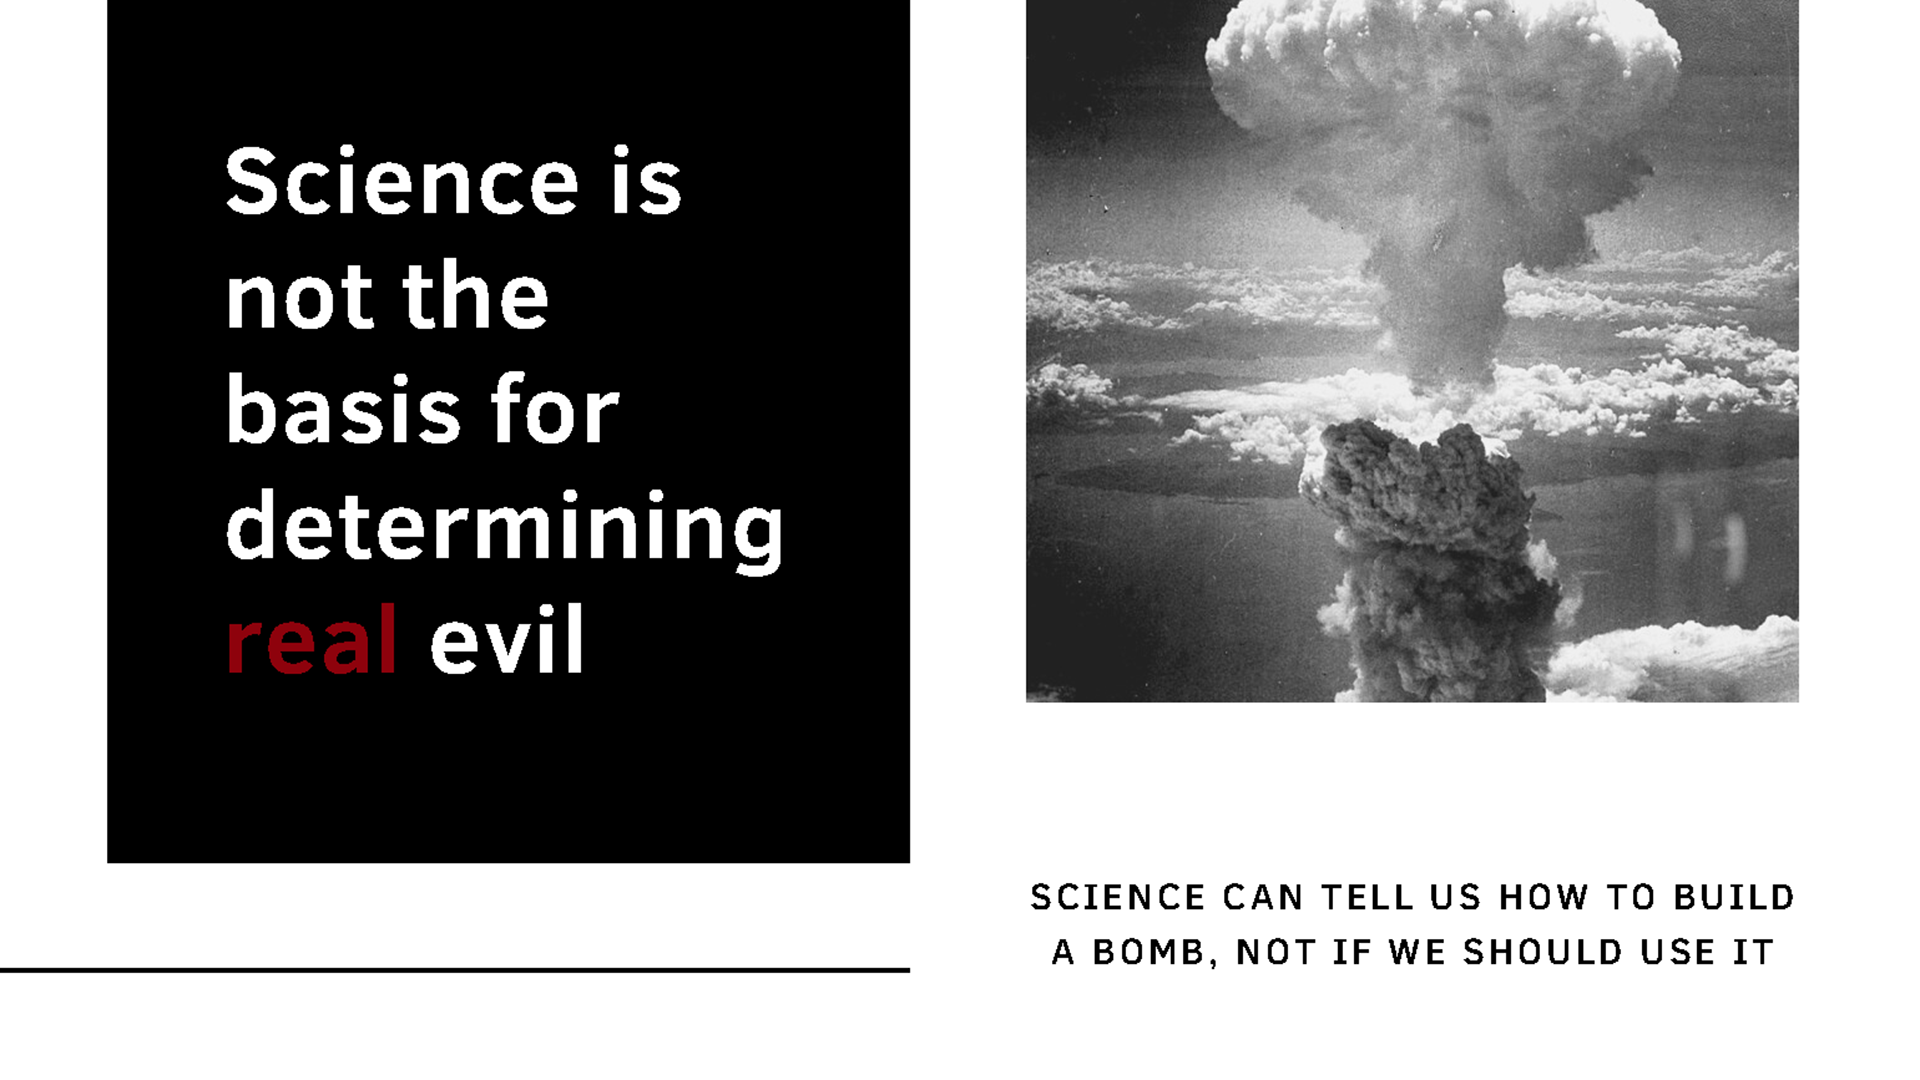 Science is
not the
basis for
determining
real evil
SCIENCE CAN TELL US HOW TO BUILD
A BOMB, NOT IF WE SHOULD USE IT